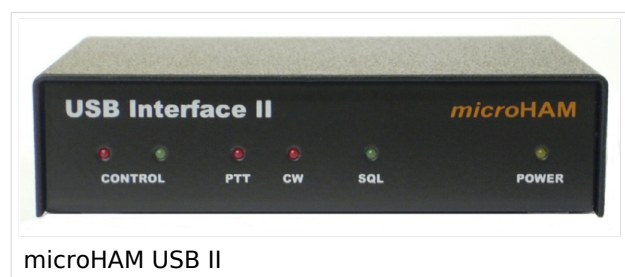 USB Interface II
microHAM
CONTROL PTT CW SQL POWER
microHAM USB II